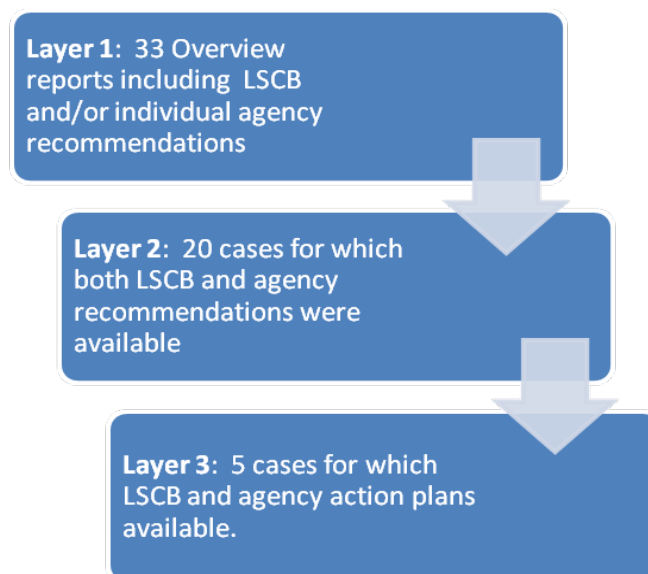 Layer 1: 33 Overview
reports including LSCB
and/or individual agency
recommendations
Layer 2: 20 cases for which
both LSCB and agency
recommendations were
available
Layer 3: 5 cases for which
LSCB and agency action plans
available.